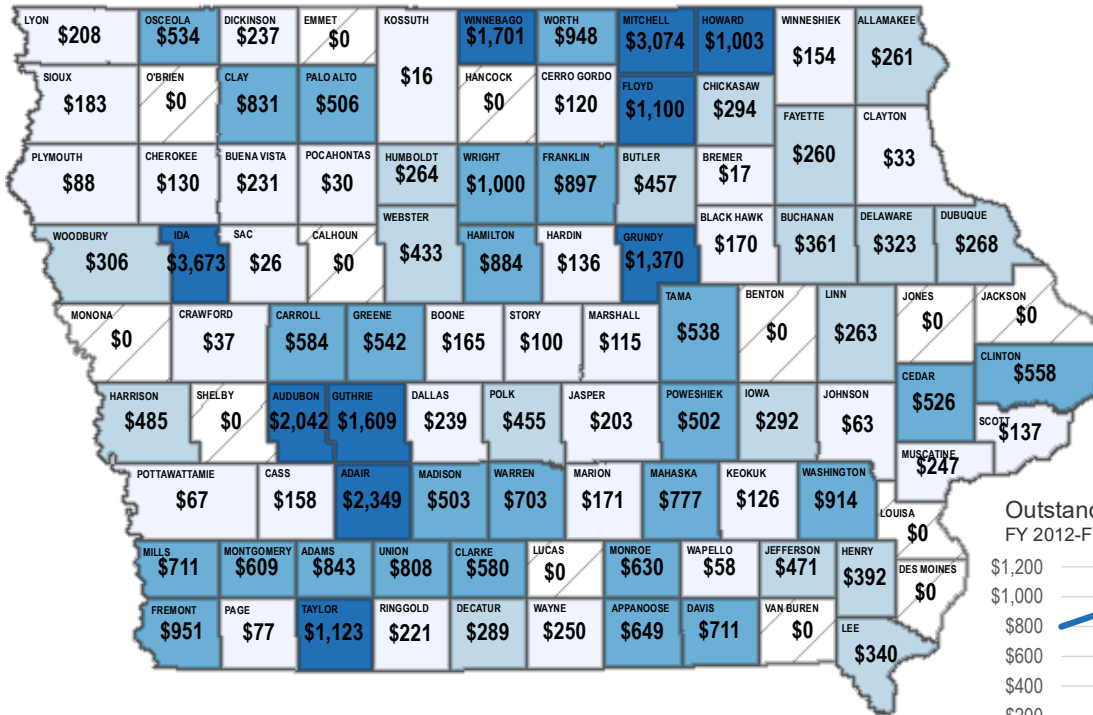 LYON OSCEOLA DICKINSON EMMET KOSSUTH WINNEBAGO WORTH MITCHELL HOWARD WINNESHIEK ALLAMAKEE
$208 $534 $237 $0 $16 $1,701 $948 $3,074 $1,003 $154 $261
SIOUX O'BRIEN CLAY PALO ALTO HANCOCK CERRO GORDO FLOYD CHICKASAW
$183 $0 $831 $506 $0 $120 $1,100 $294
FAYETTE CLAYTON
$260 $33
PLYMOUTH CHEROKEE BUENA VISTA POCAHONTAS HUMBOLDT WRIGHT FRANKLIN BUTLER BREMER
$88 $130 $231 $30 $264 $1,000 $897 $457 $17
WOODBURY IDA SAC CALHOUN WEBSTER HAMILTON HARDIN GRUNDY BLACK HAWK BUCHANAN DELAWARE DUBUQUE
$306 $3,673 $26 $0 $433 $884 $136 $1,370 $170 $361 $323 $268
MONONA CRAWFORD CARROLL GREENE BOONE STORY MARSHALL TAMA BENTON LINN JONES JACKSON
$0 $37 $584 $542 $165 $100 $115 $538 $0 $263 $0 $0
CLINTON
$558
HARRISON SHELBY AUDUBON GUTHRIE DALLAS POLK JASPER POWESHIEK IOWA JOHNSON CEDAR
$485 $0 $2,042 $1,609 $239 $455 $203 $502 $292 $63 $526
SCOTT
$137
MUSCATINE
$247
POTTAWATTAMIE CASS ADAIR MADISON WARREN MARION MAHASKA KEOKUK WASHINGTON
$67 $158 $2,349 $503 $703 $171 $777 $126 $914
LOUISA
$0
MILLS MONTGOMERY ADAMS UNION CLARKE LUCAS MONROE WAPELLO JEFFERSON HENRY DES MOINES
$711 $609 $843 $808 $580 $0 $630 $58 $471 $392 $0
FREMONT PAGE TAYLOR RINGGOLD DECATUR WAYNE APPANOOSE DAVIS VAN BUREN LEE
$951 $77 $1,123 $221 $289 $250 $649 $711 $0 $340
Outstand
FY 2012-F
$1,200
$1,000
$800
$600
$400
$200